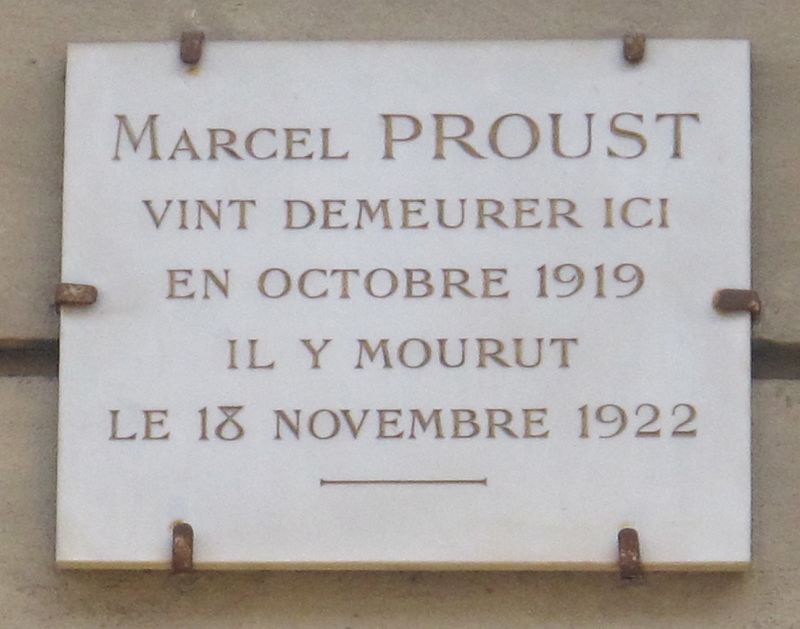 MARCEL PROUST
VINT DEMEURER ICI
EN OCTOBRE 1919
IL Y MOURUT
LE 18 NOVEMBRE 1922